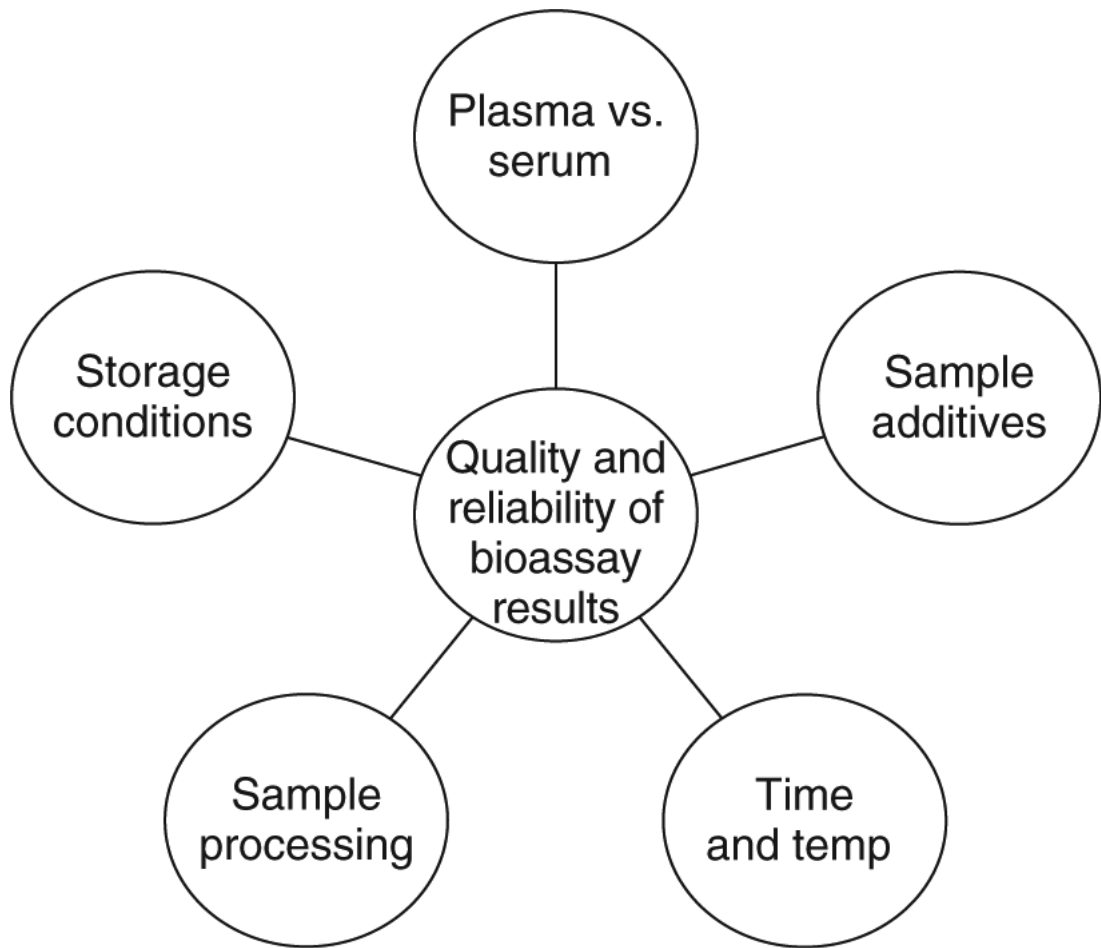 Plasma vs.
serum
Storage
conditions
Sample
additives
Quality and
reliability of
bioassay
results
Sample
processing
Time
and temp